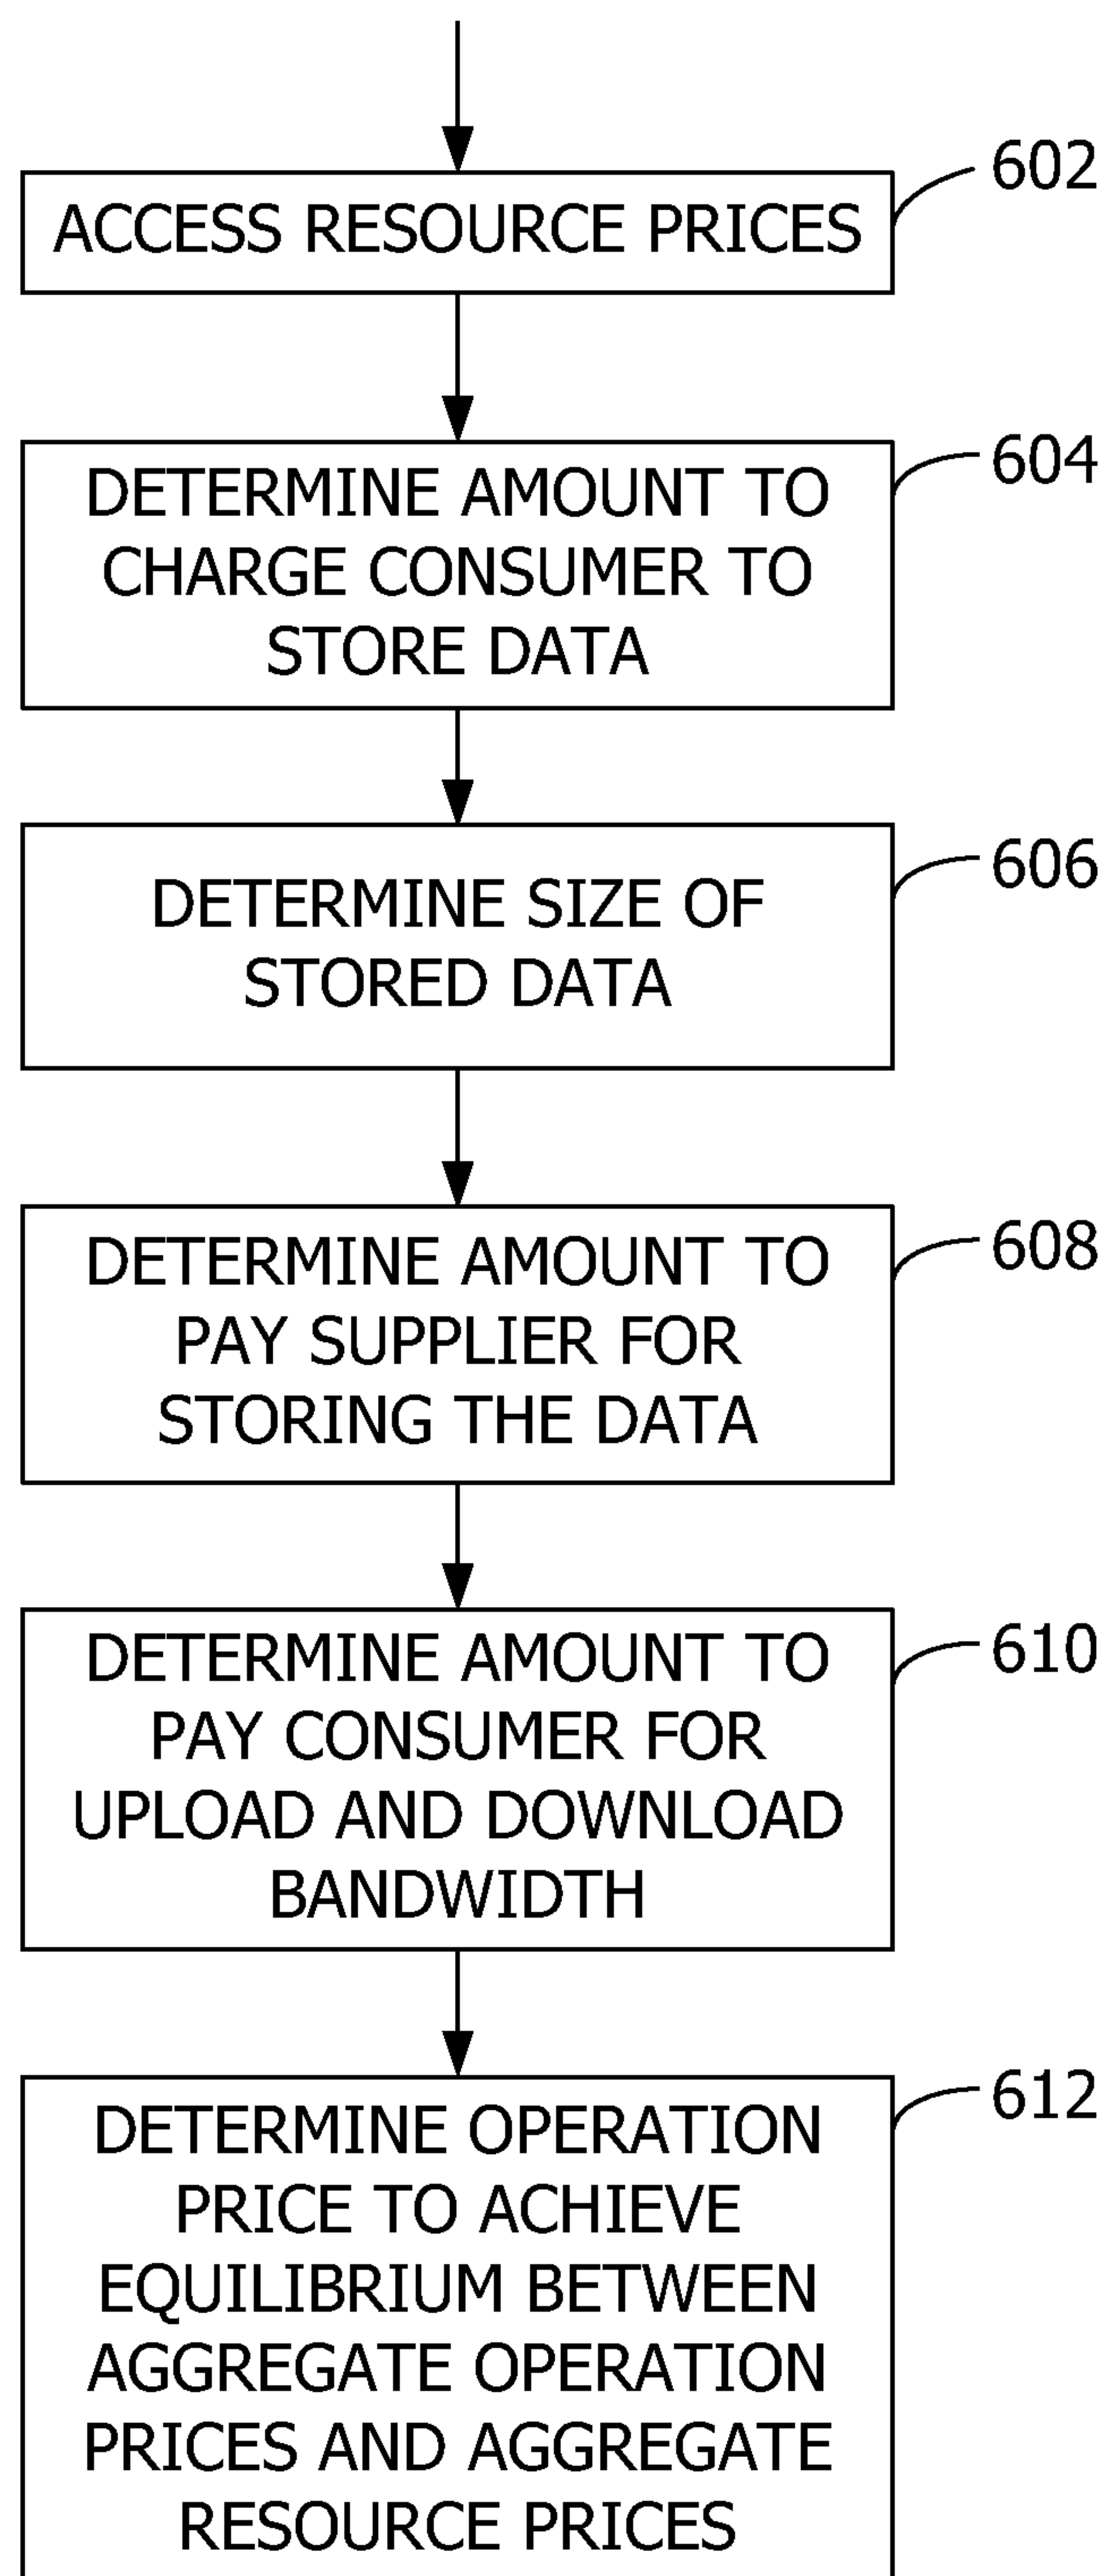 602
ACCESS RESOURCE PRICES
604
DETERMINE AMOUNT TO
CHARGE CONSUMER TO
STORE DATA
606
DETERMINE SIZE OF
STORED DATA
608
DETERMINE AMOUNT TO
PAY SUPPLIER FOR
STORING THE DATA
610
DETERMINE AMOUNT TO
PAY CONSUMER FOR
UPLOAD AND DOWNLOAD
BANDWIDTH
612
DETERMINE OPERATION
PRICE TO ACHIEVE
EQUILIBRIUM BETWEEN
AGGREGATE OPERATION
PRICES AND AGGREGATE
RESOURCE PRICES